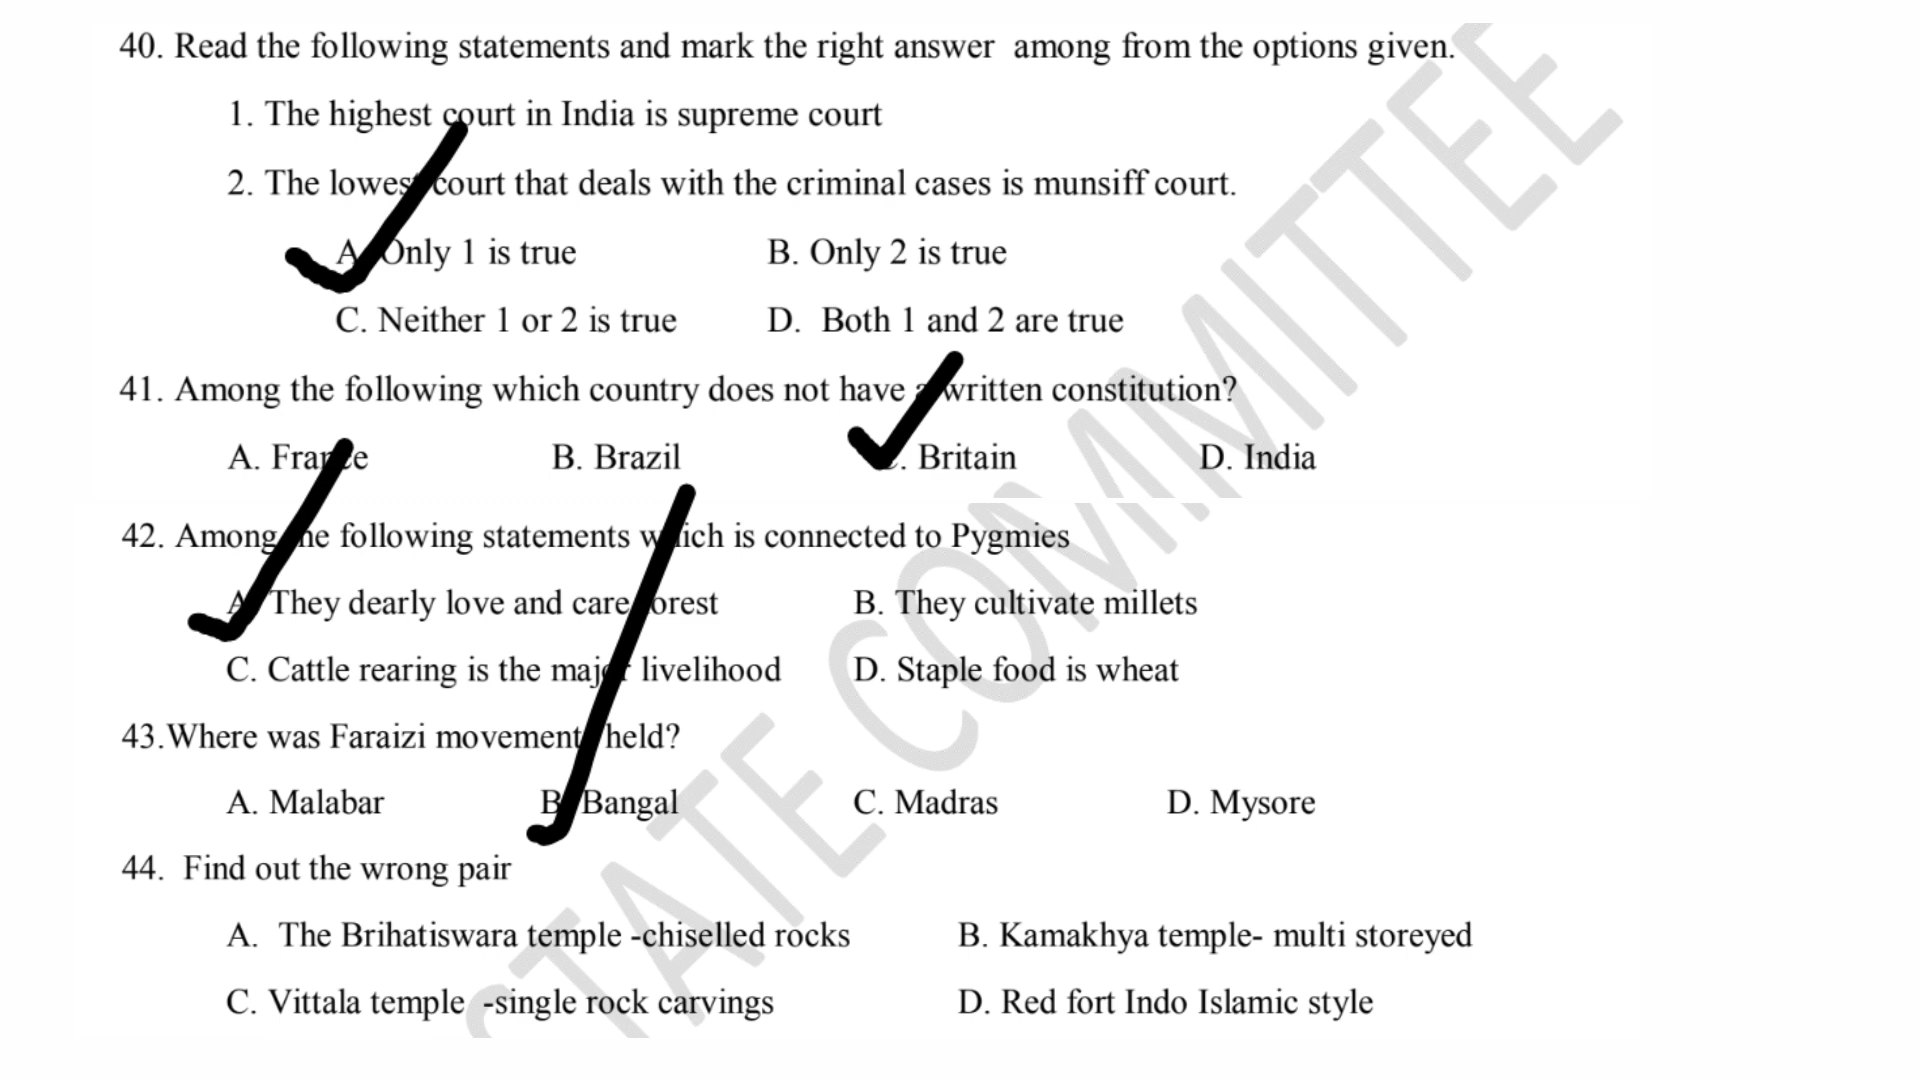 40. Read the following statements and mark the right answer among from the options given.
1. The highest court in India is supreme court
2. The lowest court that deals with the criminal cases is munsiff court.
A. Only 1 is true B. Only 2 is true
C. Neither 1 or 2 is true D. Both 1 and 2 are true
41. Among the following which country does not have a written constitution?
A. France B. Brazil C. Britain D. India
42. Among the following statements which is connected to Pygmies
A. They dearly love and care forest B. They cultivate millets
C. Cattle rearing is the major livelihood D. Staple food is wheat
43.Where was Faraizi movement held?
A. Malabar B. Bangal C. Madras D. Mysore
44. Find out the wrong pair
A. The Brihatiswara temple -chiselled rocks B. Kamakhya temple- multi storeyed
C. Vittala temple -single rock carvings D. Red fort Indo Islamic style
STATE COMMITTEE